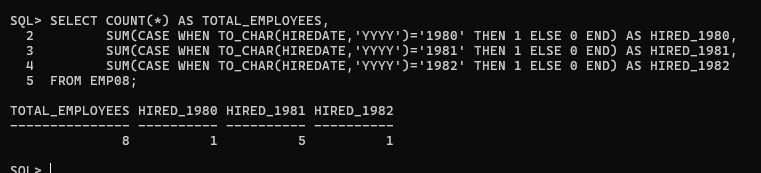 SQL> SELECT COUNT(*) AS TOTAL_EMPLOYEES,
  2         SUM(CASE WHEN TO_CHAR(HIREDATE,'YYYY')='1980' THEN 1 ELSE 0 END) AS HIRED_1980,
  3         SUM(CASE WHEN TO_CHAR(HIREDATE,'YYYY')='1981' THEN 1 ELSE 0 END) AS HIRED_1981,
  4         SUM(CASE WHEN TO_CHAR(HIREDATE,'YYYY')='1982' THEN 1 ELSE 0 END) AS HIRED_1982
  5  FROM EMP08;
TOTAL_EMPLOYEES HIRED_1980 HIRED_1981 HIRED_1982
--------------- ---------- ---------- ----------
              8          1          5          1
SQL>